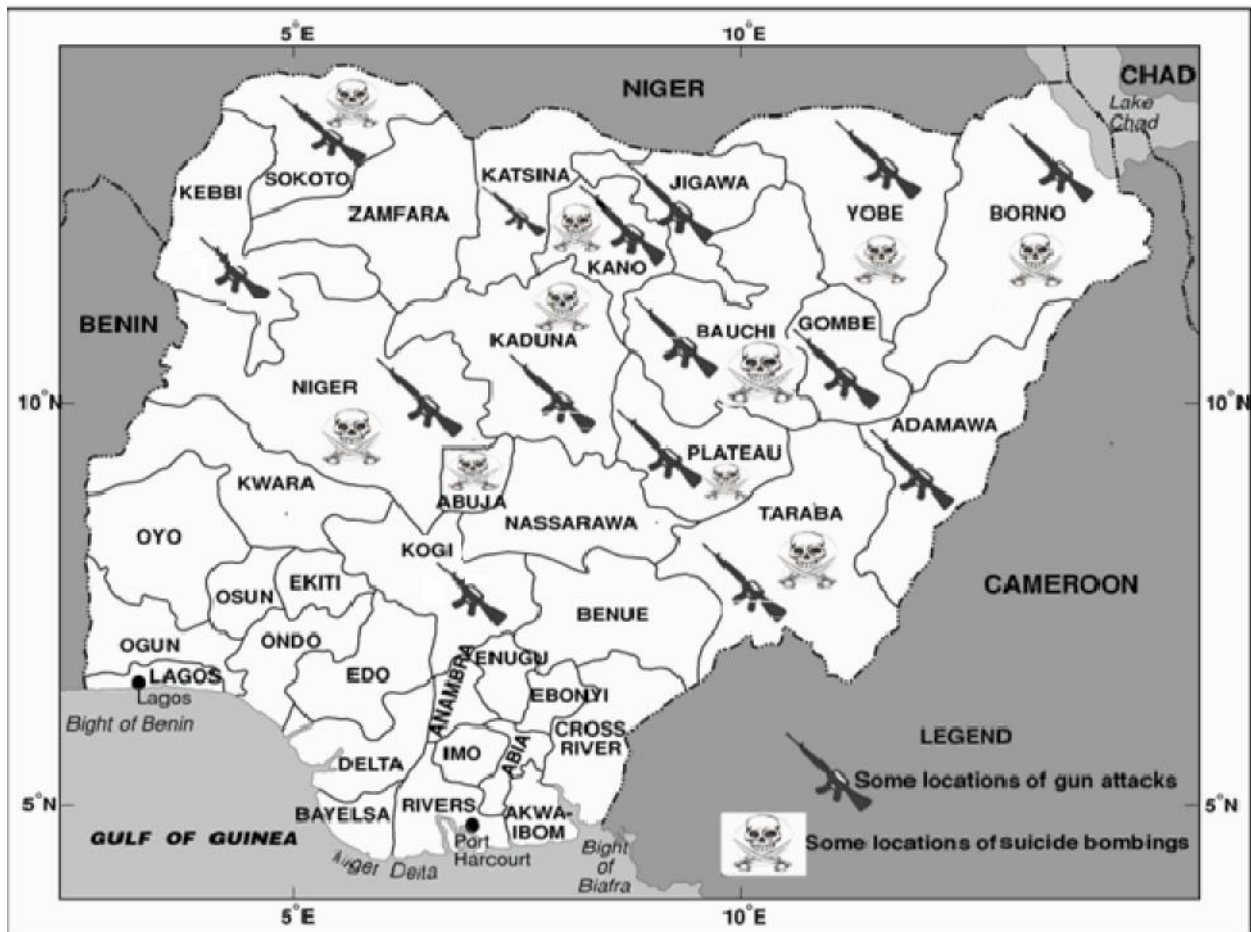 5°E
10°E
NIGER
CHAD
Lake
Chad
KEBBI
SOKOTO
ZAMFARA
KATSINA
JIGAWA
KANO
YOBE
BORNO
BENIN
KADUNA
BAUCHI
GOMBE
NIGER
10°N
10°N
ADAMAWA
PLATEAU
KWARA
ABUJA
NASSARAWA
TARABA
OYO
KOGI
OSUN
EKITI
BENUE
CAMEROON
OGUN
ONDO
LAGOS
Lagos
EDO
ANAMBRA
ENUGU
EBONYI
Bight of Benin
CROSS
RIVER
IMO
ABIA
DELTA
LEGEND
Some locations of gun attacks
5°N
5°N
BAYELSA
RIVERS
AKWA-
IBOM
GULF OF GUINEA
Port
Harcourt
Niger Delta
Bight
of
Biafra
Some locations of suicide bombings
5°E
10°E